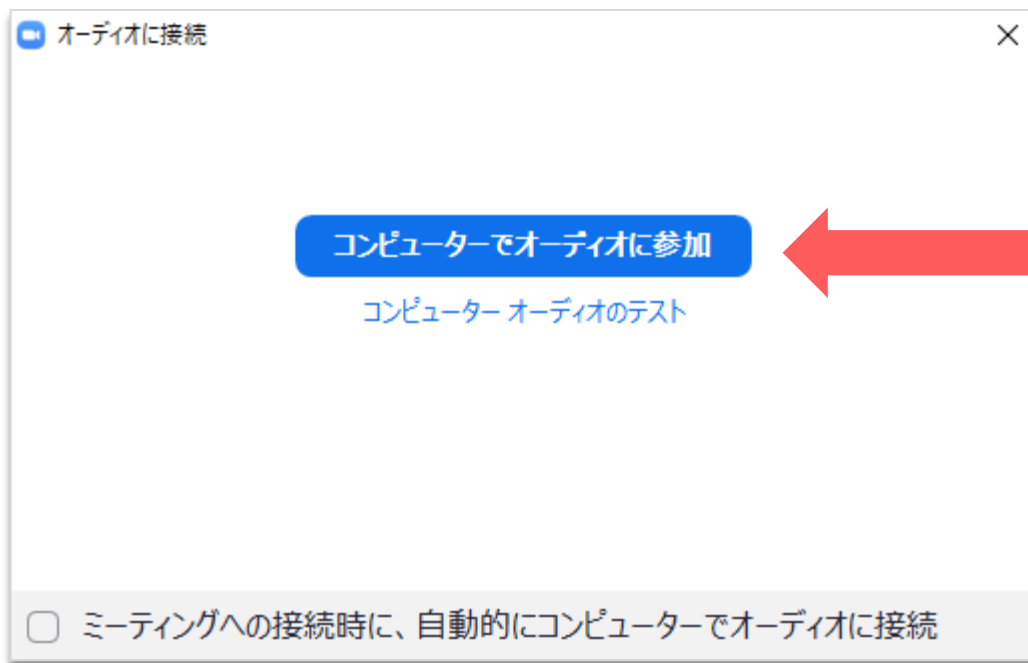 オーディオに接続
コンピューターでオーディオに参加
コンピューター オーディオのテスト
ミーティングへの接続時に、自動的にコンピューターでオーディオに接続